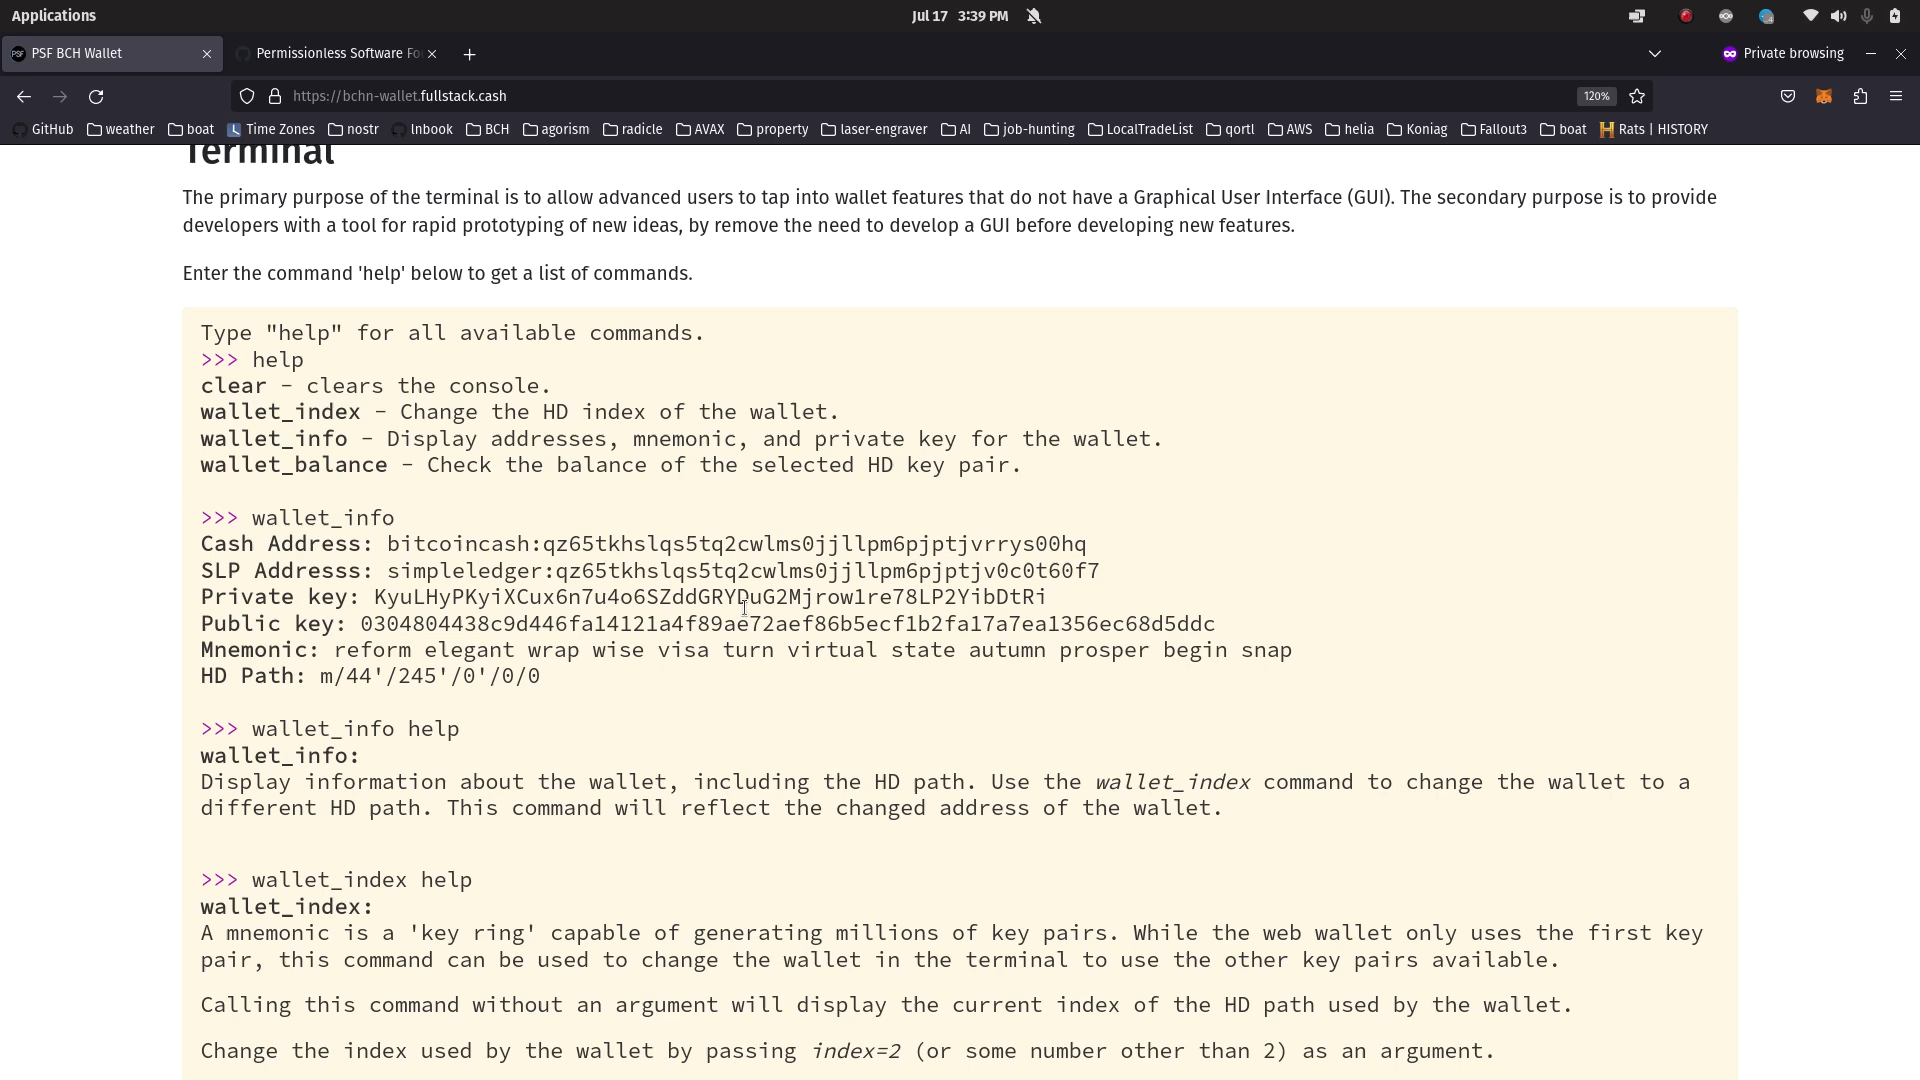 Applications
Jul 17 3:39 PM
PSF BCH Wallet
Permissionless Software Fo
Private browsing
https://bchn-wallet.fullstack.cash
120%
GitHub weather boat Time Zones nostr lnbook BCH agorism radicle AVAX property laser-engraver AI job-hunting LocalTradeList qortl AWS helia Koniag Fallout3 boat Rats | HISTORY
Terminal
The primary purpose of the terminal is to allow advanced users to tap into wallet features that do not have a Graphical User Interface (GUI). The secondary purpose is to provide
developers with a tool for rapid prototyping of new ideas, by remove the need to develop a GUI before developing new features.
Enter the command 'help' below to get a list of commands.
Type "help" for all available commands.
>>> help
clear - clears the console.
wallet_index - Change the HD index of the wallet.
wallet_info - Display addresses, mnemonic, and private key for the wallet.
wallet_balance - Check the balance of the selected HD key pair.
>>> wallet_info
Cash Address: bitcoincash:qz65tkhslqs5tq2cwlms0jjllpm6pjptjvrrys00hq
SLP Addresss: simpleledger:qz65tkhslqs5tq2cwlms0jjllpm6pjptjv0c0t60f7
Private key: KyuLHyPKyiXCux6n7u4o6SZddGRYDuG2Mjrow1re78LP2YibDtRi
Public key: 0304804438c9d446fa14121a4f89ae72aef86b5ecf1b2fa17a7ea1356ec68d5ddc
Mnemonic: reform elegant wrap wise visa turn virtual state autumn prosper begin snap
HD Path: m/44'/245'/0'/0/0
>>> wallet_info help
wallet_info:
Display information about the wallet, including the HD path. Use the wallet_index command to change the wallet to a
different HD path. This command will reflect the changed address of the wallet.
>>> wallet_index help
wallet_index:
A mnemonic is a 'key ring' capable of generating millions of key pairs. While the web wallet only uses the first key
pair, this command can be used to change the wallet in the terminal to use the other key pairs available.
Calling this command without an argument will display the current index of the HD path used by the wallet.
Change the index used by the wallet by passing index=2 (or some number other than 2) as an argument.